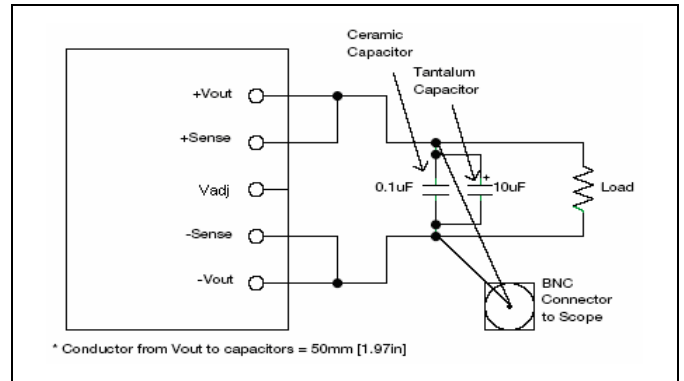 Ceramic
Capacitor
Tantalum
Capacitor
+Vout
+Sense
Vadj
-Sense
-Vout
0.1uF
+
10uF
Load
BNC
Connector
to Scope
* Conductor from Vout to capacitors = 50mm [1.97in]